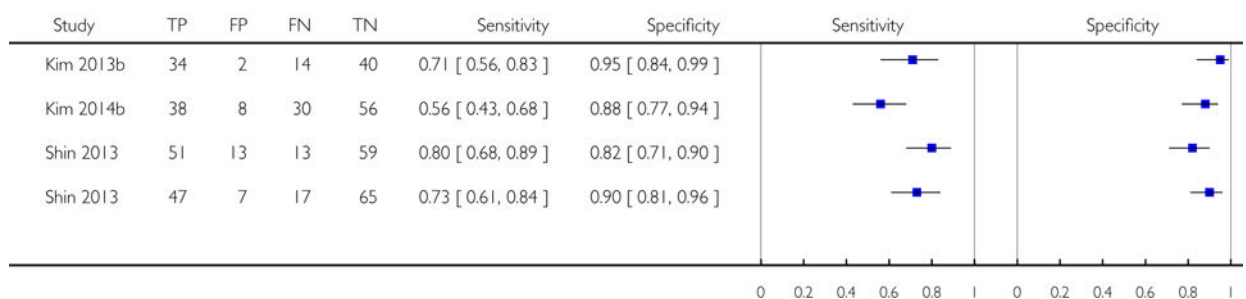 Study TP FP FN TN Sensitivity Specificity Sensitivity Specificity
Kim 2013b 34 2 14 40 0.71 [ 0.56, 0.83 ] 0.95 [ 0.84, 0.99 ]
Kim 2014b 38 8 30 56 0.56 [ 0.43, 0.68 ] 0.88 [ 0.77, 0.94 ]
Shin 2013 51 13 13 59 0.80 [ 0.68, 0.89 ] 0.82 [ 0.71, 0.90 ]
Shin 2013 47 7 17 65 0.73 [ 0.61, 0.84 ] 0.90 [ 0.81, 0.96 ]
0 0.2 0.4 0.6 0.8 1 0 0.2 0.4 0.6 0.8 1